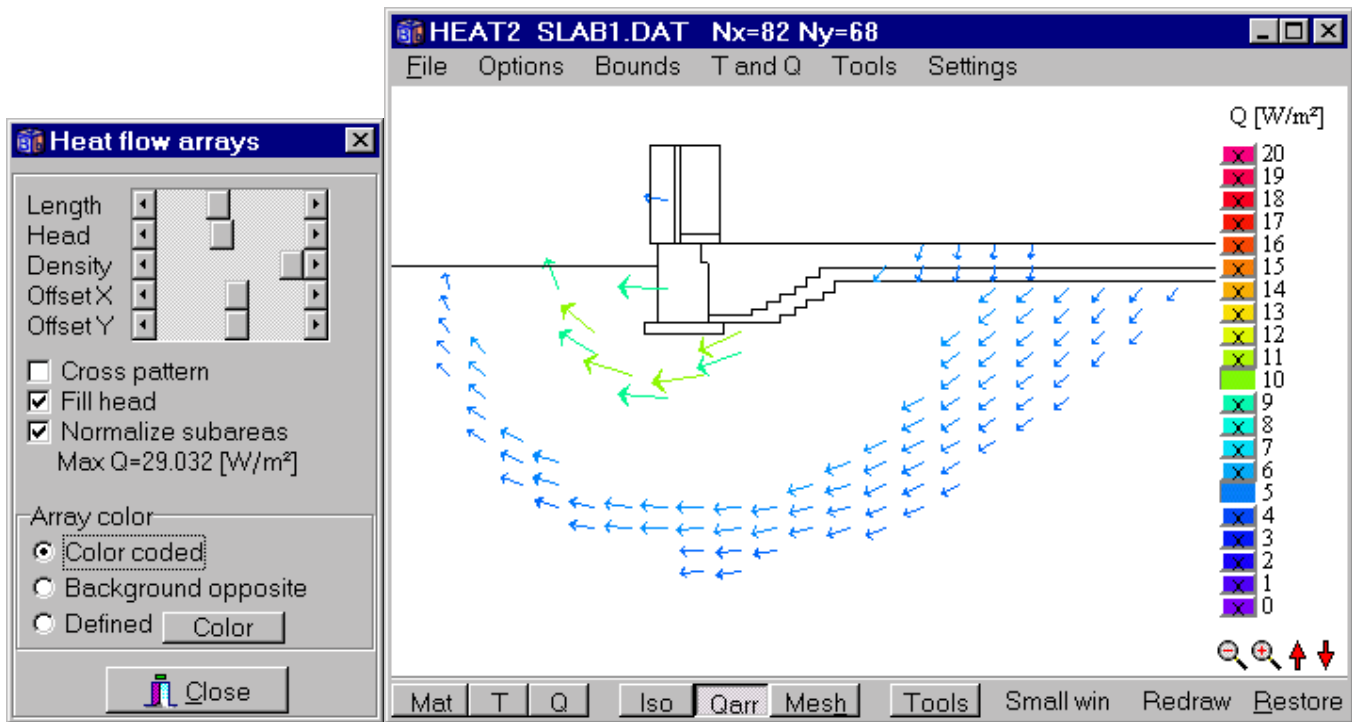 Heat flow arrays
Length
Head
Density
Offset X
Offset Y
Cross pattern
Fill head
Normalize subareas
Max Q=29.032 [W/m²]
Array color
Color coded
Background opposite
Defined Color
Close
HEAT2 SLAB1.DAT Nx=82 Ny=68
File Options Bounds T and Q Tools Settings
Q [W/m²]
x 20
x 19
x 18
x 17
x 16
x 15
x 14
x 13
x 12
x 11
10
x 9
x 8
x 7
x 6
5
x 4
x 3
x 2
x 1
x 0
Mat T Q Iso Qarr Mesh Tools Small win Redraw Restore